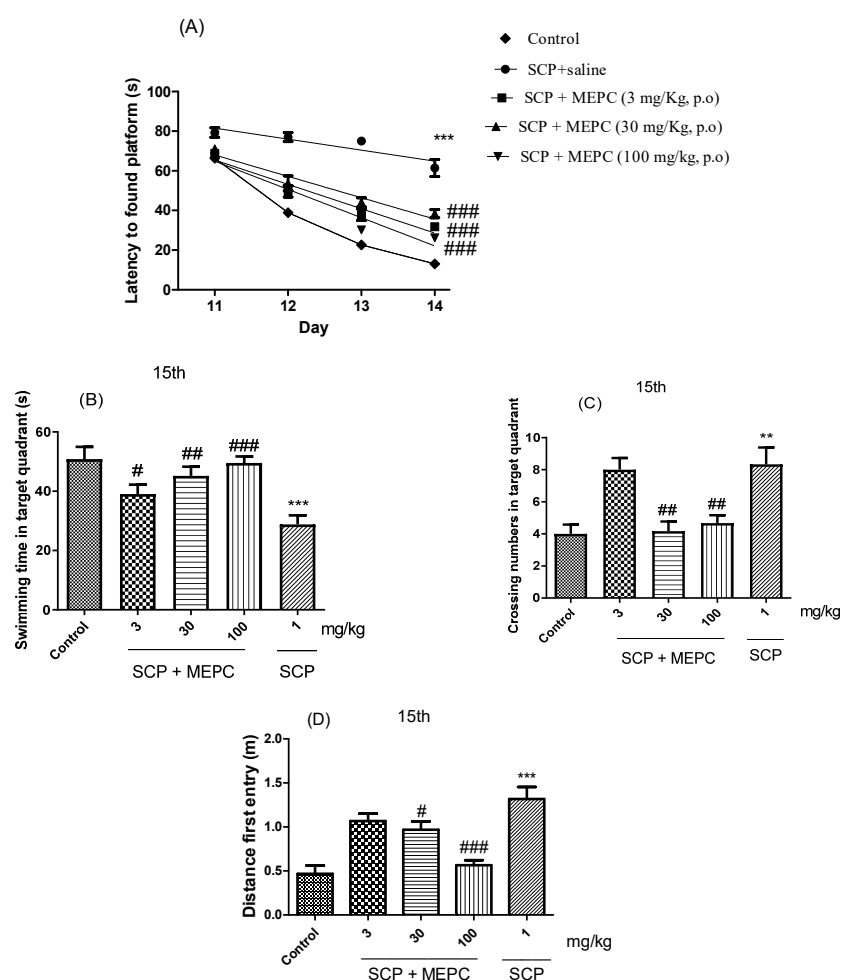 (A)
Control
SCP+saline
SCP + MEPC (3 mg/Kg, p.o)
SCP + MEPC (30 mg/Kg, p.o)
SCP + MEPC (100 mg/kg, p.o)
Latency to found platform (s)
100
80
60
40
20
0
***
###
###
###
11 12 13 14
Day
15th
(B)
Swimming time in target quadrant (s)
60
40
20
0
#
##
###
***
Control 3 30 100 1 mg/kg
SCP + MEPC SCP
15th
(C)
Crossing numbers in target quadrant
10
8
6
4
2
0
##
##
**
Control 3 30 100 1 mg/kg
SCP + MEPC SCP
(D) 15th
Distance first entry (m)
2.0
1.5
1.0
0.5
0.0
#
###
***
Control 3 30 100 1 mg/kg
SCP + MEPC SCP